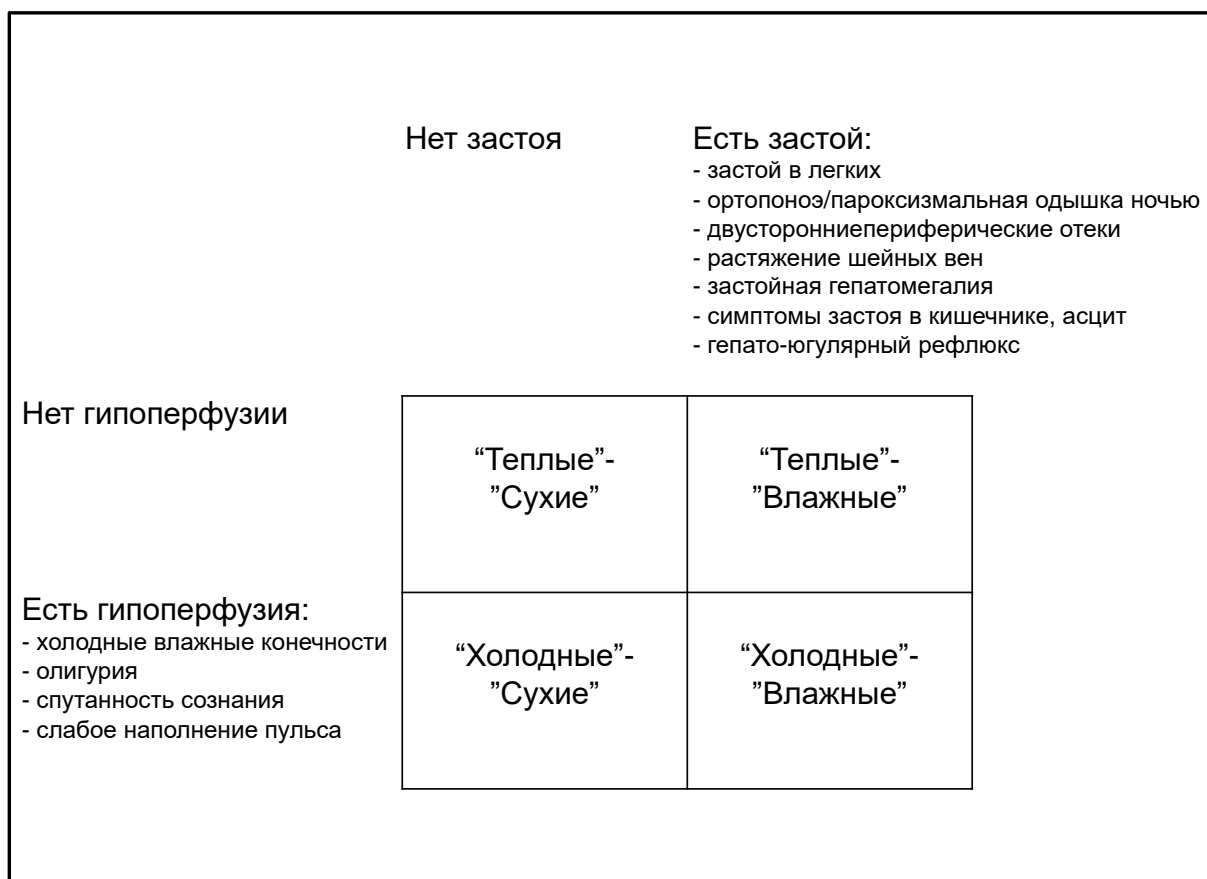 Нет застоя
Есть застой:
- застой в легких
- ортопоноэ/пароксизмальная одышка ночью
- двусторонниепериферические отеки
- растяжение шейных вен
- застойная гепатомегалия
- симптомы застоя в кишечнике, асцит
- гепато-югулярный рефлюкс
Нет гипоперфузии
“Теплые”-
”Сухие”
“Теплые”-
”Влажные”
Есть гипоперфузия:
- холодные влажные конечности
- олигурия
- спутанность сознания
- слабое наполнение пульса
“Холодные”-
”Сухие”
“Холодные”-
”Влажные”